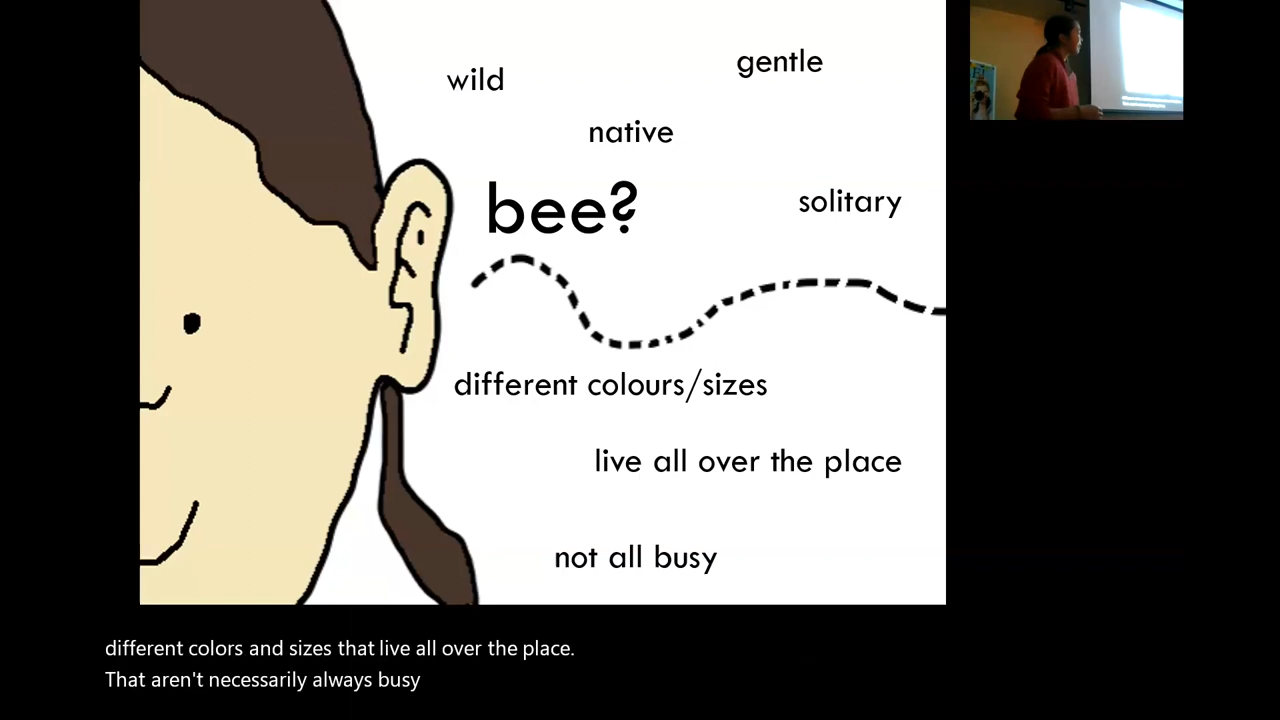 wild
gentle
native
bee?
solitary
different colours/sizes
live all over the place
not all busy
different colors and sizes that live all over the place.
That aren't necessarily always busy